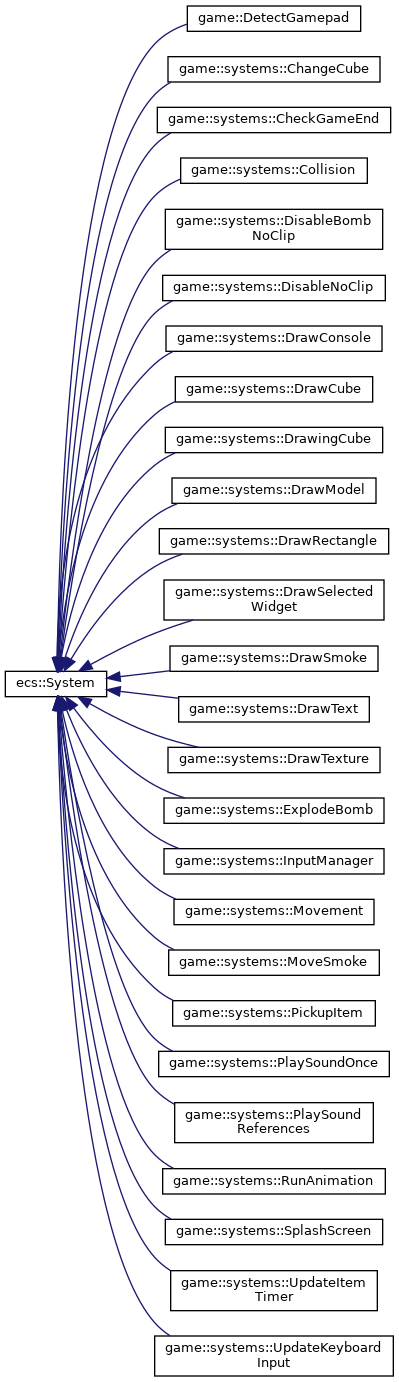 game::DetectGamepad
game::systems::ChangeCube
game::systems::CheckGameEnd
game::systems::Collision
game::systems::DisableBomb
NoClip
game::systems::DisableNoClip
game::systems::DrawConsole
game::systems::DrawCube
game::systems::DrawingCube
game::systems::DrawModel
game::systems::DrawRectangle
game::systems::DrawSelected
Widget
game::systems::DrawSmoke
ecs::System
game::systems::DrawText
game::systems::DrawTexture
game::systems::ExplodeBomb
game::systems::InputManager
game::systems::Movement
game::systems::MoveSmoke
game::systems::PickupItem
game::systems::PlaySoundOnce
game::systems::PlaySound
References
game::systems::RunAnimation
game::systems::SplashScreen
game::systems::UpdateItem
Timer
game::systems::UpdateKeyboard
Input